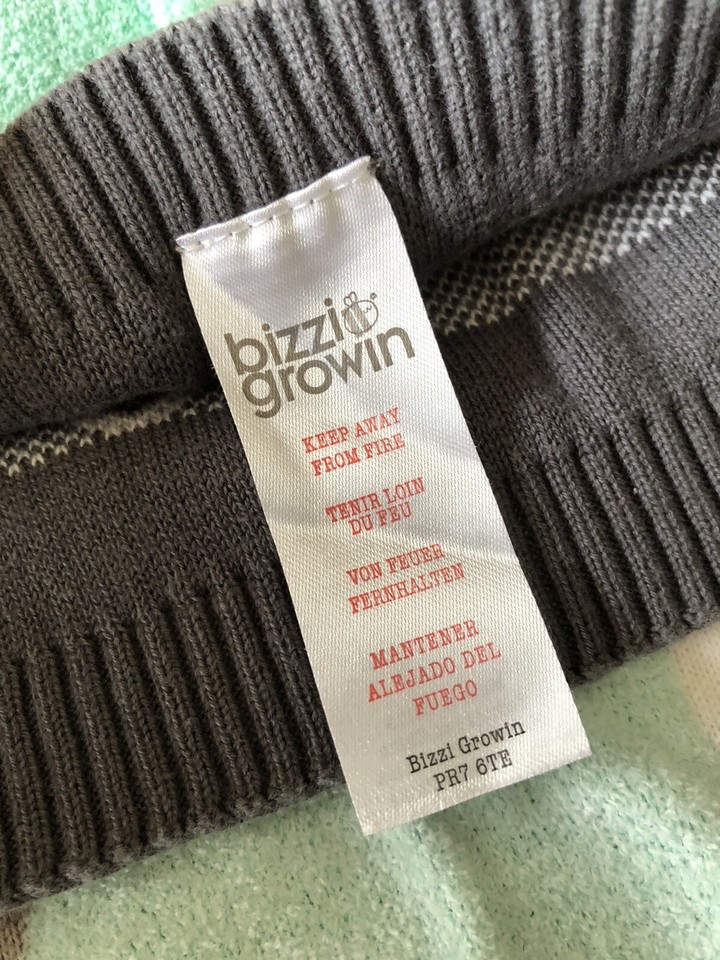 bizzi
growin
KEEP AWAY
FROM FIRE
TENIR LOIN
DU FEU
VON FEUER
FERNHALTEN
MANTENER
ALEJADO DEL
FUEGO
Bizzi Growin
PR7 6TE